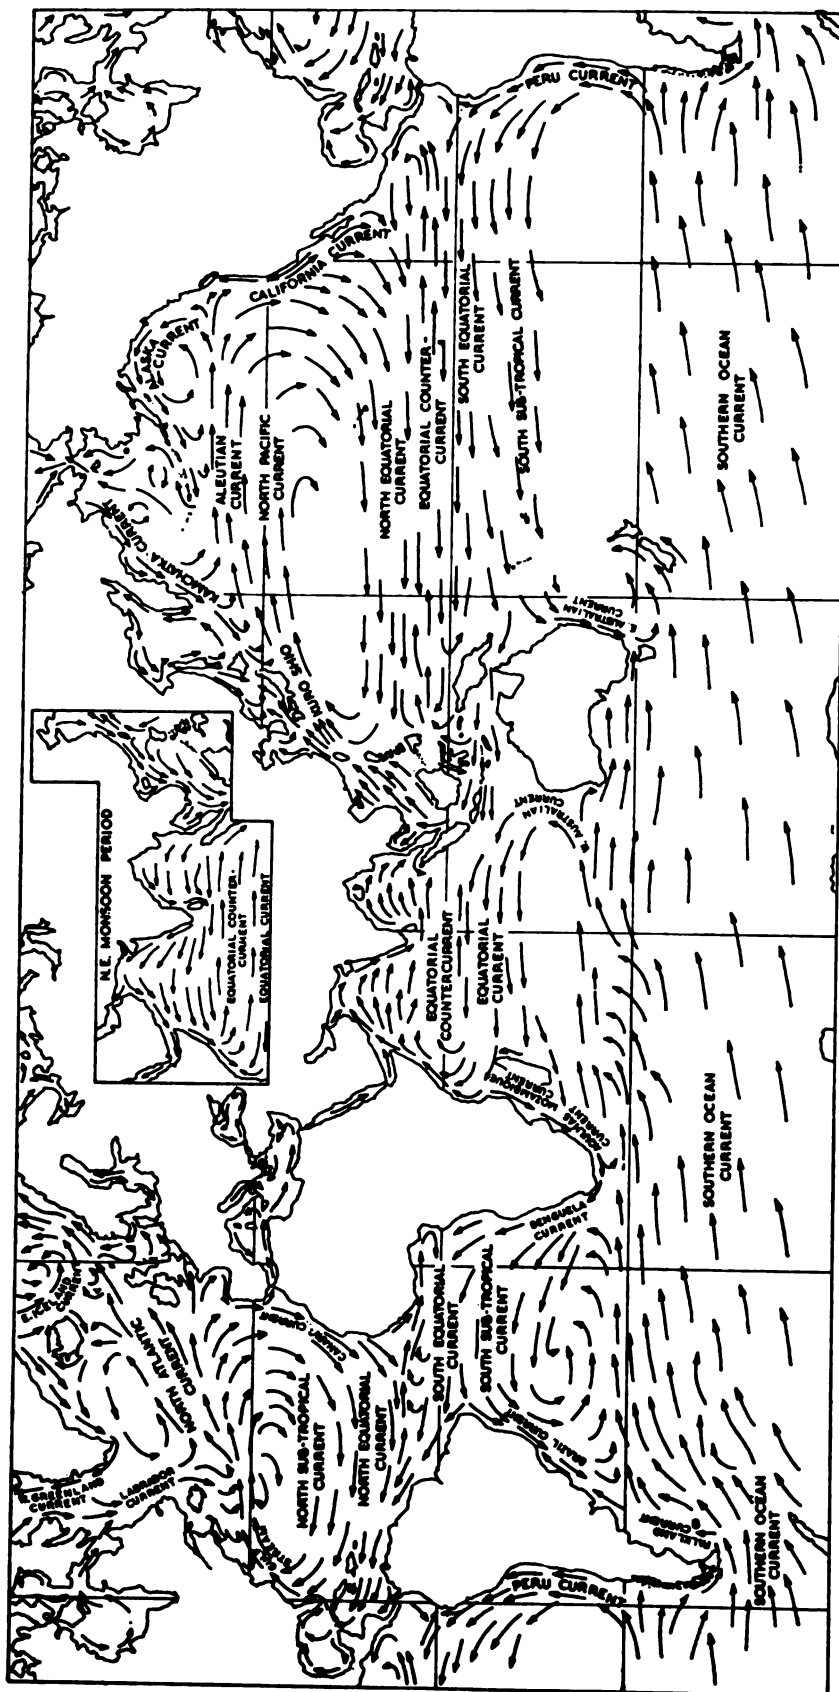 N.E. MONSOON PERIOD
EQUATORIAL COUNTER-
CURRENT
EQUATORIAL CURRENT
E. ICELAND
CURRENT
GREENLAND
CURRENT
LABRADOR
CURRENT
NORTH ATLANTIC
CURRENT
CANARY CURRENT
NORTH SUB-TROPICAL
CURRENT
NORTH EQUATORIAL
CURRENT
SOUTH EQUATORIAL
CURRENT
SOUTH SUB-TROPICAL
CURRENT
BRAZIL CURRENT
BENGUELA
CURRENT
FALKLAND
CURRENT
PERU CURRENT
SOUTHERN OCEAN
CURRENT
AGULHAS
CURRENT
MOZAMBIQUE
CURRENT
EQUATORIAL
COUNTERCURRENT
EQUATORIAL
CURRENT
SOUTHERN OCEAN
CURRENT
W. AUSTRALIAN
CURRENT
E. AUSTRALIAN
CURRENT
KURO SHIO
KAMCHATKA CURRENT
ALEUTIAN
CURRENT
NORTH PACIFIC
CURRENT
ALASKA
CURRENT
CALIFORNIA CURRENT
NORTH EQUATORIAL
CURRENT
EQUATORIAL COUNTER-
CURRENT
SOUTH EQUATORIAL
CURRENT
SOUTH SUB-TROPICAL CURRENT
SOUTHERN OCEAN
CURRENT
PERU CURRENT